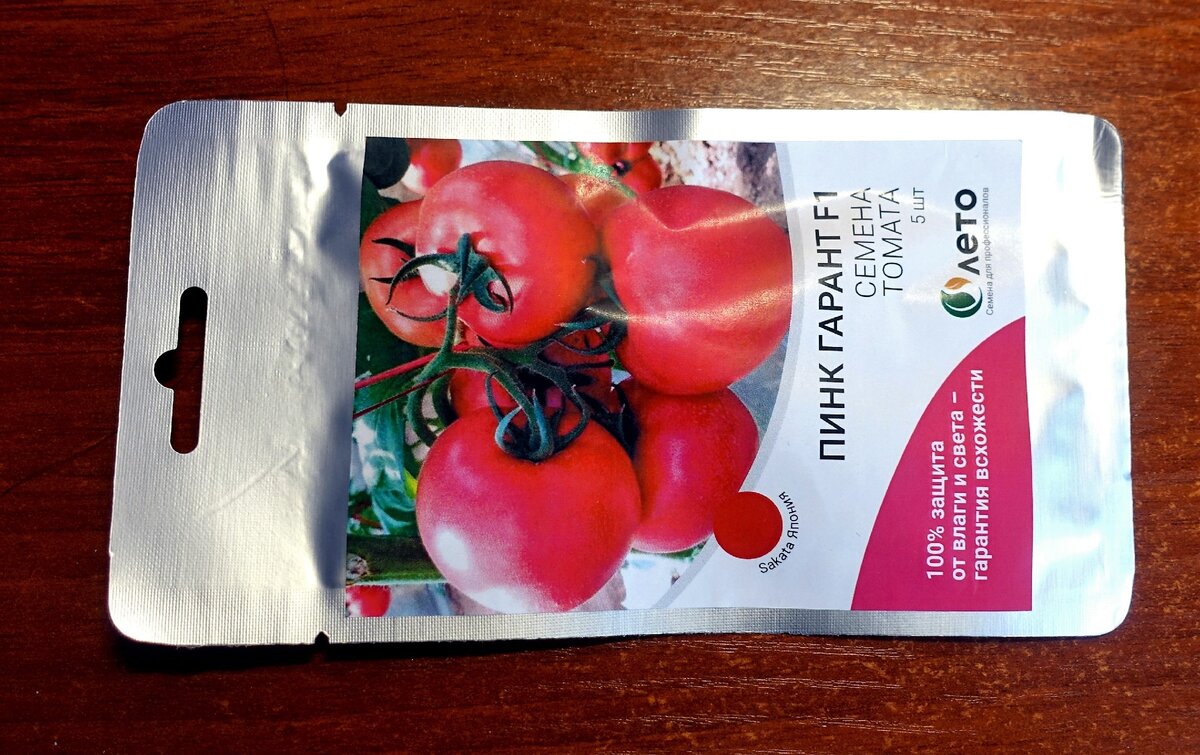 ПИНК ГАРАНТ F1
СЕМЕНА
ТОМАТА
5 шт
лето
Семена для профессионалов
Sakata Япония
100% защита
от влаги и света –
гарантия всхожести